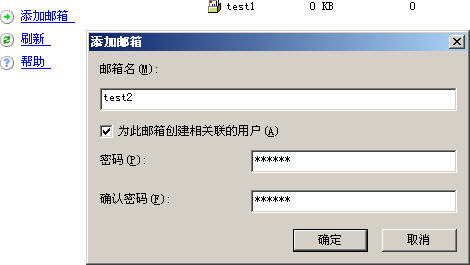 test1 0 KB 0
添加邮箱
刷新
帮助
添加邮箱
邮箱名(M):
test2
为此邮箱创建相关联的用户(A)
密码(P): ******
确认密码(F): ******
确定 取消